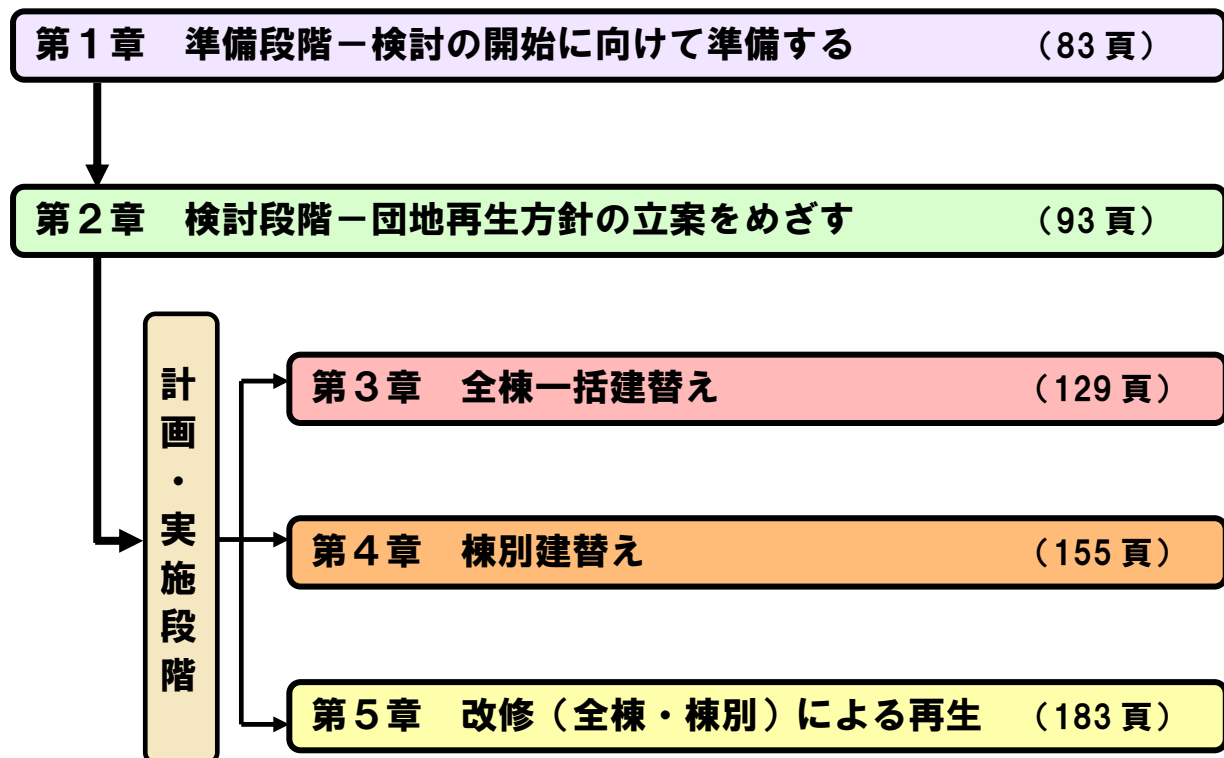 第１章　準備段階－検討の開始に向けて準備する　（83 頁）
第２章　検討段階－団地再生方針の立案をめざす　（93 頁）
計画・実施段階
第３章　全棟一括建替え　（129 頁）
第４章　棟別建替え　（155 頁）
第５章　改修（全棟・棟別）による再生　（183 頁）